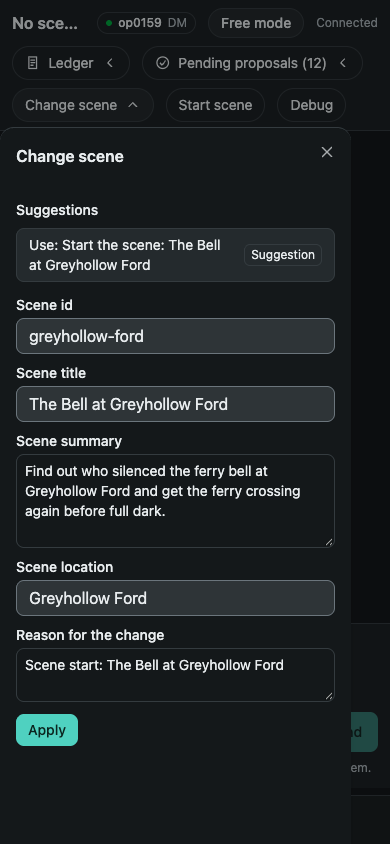 No sce...
op0159 DM
Free mode
Connected
Ledger
Pending proposals (12)
Change scene
Start scene
Debug
Change scene
Suggestions
Use: Start the scene: The Bell
at Greyhollow Ford
Suggestion
Scene id
greyhollow-ford
Scene title
The Bell at Greyhollow Ford
Scene summary
Find out who silenced the ferry bell at
Greyhollow Ford and get the ferry crossing
again before full dark.
Scene location
Greyhollow Ford
Reason for the change
Scene start: The Bell at Greyhollow Ford
Apply
em.